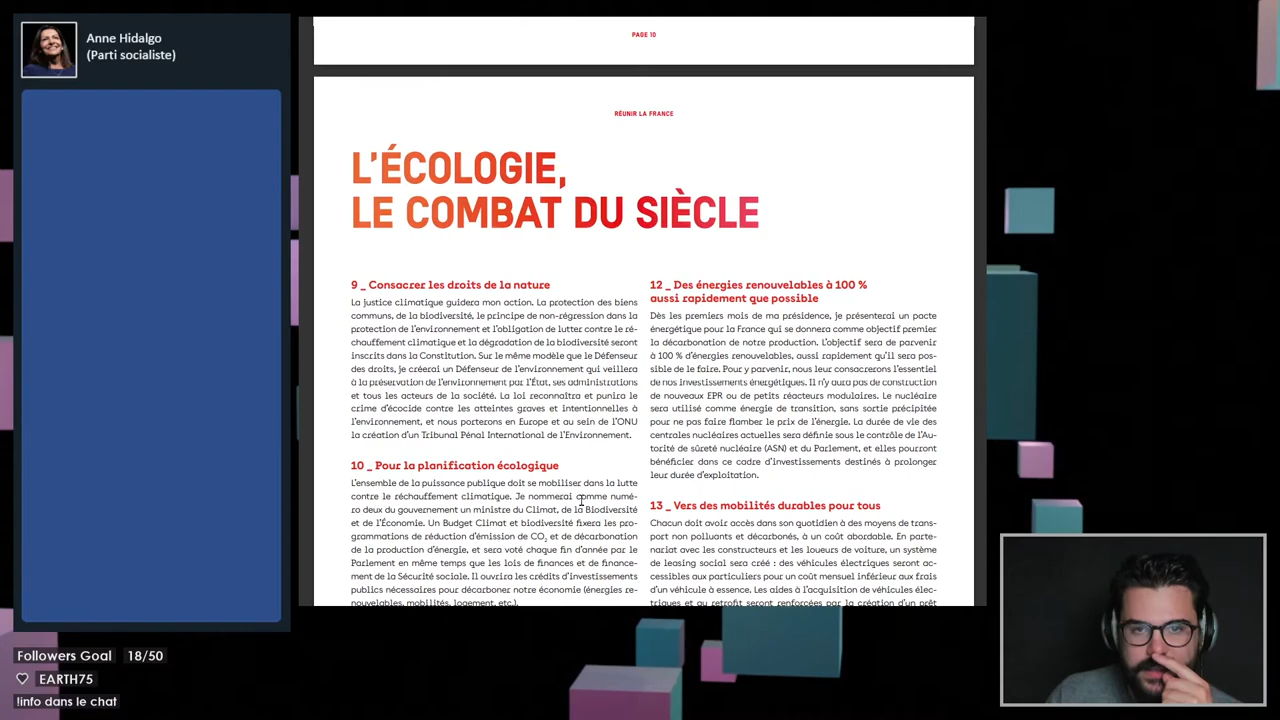 Anne Hidalgo
(Parti socialiste)
PAGE 10
RÉUNIR LA FRANCE
L'ÉCOLOGIE,
LE COMBAT DU SIÈCLE
9 _ Consacrer les droits de la nature
La justice climatique guidera mon action. La protection des biens
communs, de la biodiversité, le principe de non-régression dans la
protection de l'environnement et l'obligation de lutter contre le ré-
chauffement climatique et la dégradation de la biodiversité seront
inscrits dans la Constitution. Sur le même modèle que le Défenseur
des droits, je créerai un Défenseur de l'environnement qui veillera
à la préservation de l'environnement par l'État, ses administrations
et tous les acteurs de la société. La loi reconnaîtra et punira le
crime d'écocide contre les atteintes graves et intentionnelles à
l'environnement, et nous porterons en Europe et au sein de l'ONU
la création d'un Tribunal Pénal International de l'Environnement.
10 _ Pour la planification écologique
L'ensemble de la puissance publique doit se mobiliser dans la lutte
contre le réchauffement climatique. Je nommerai comme numé-
ro deux du gouvernement un ministre du Climat, de la Biodiversité
et de l'Économie. Un Budget Climat et biodiversité fixera les pro-
grammations de réduction d'émission de CO₂ et de décarbonation
de la production d'énergie, et sera voté chaque fin d'année par le
Parlement en même temps que les lois de finances et de finance-
ment de la Sécurité sociale. Il ouvrira les crédits d'investissements
publics nécessaires pour décarboner notre économie (énergies re-
nouvelables, mobilités, logement, etc.).
12 _ Des énergies renouvelables à 100 %
aussi rapidement que possible
Dès les premiers mois de ma présidence, je présenterai un pacte
énergétique pour la France qui se donnera comme objectif premier
la décarbonation de notre production. L'objectif sera de parvenir
à 100 % d'énergies renouvelables, aussi rapidement qu'il sera pos-
sible de le faire. Pour y parvenir, nous leur consacrerons l'essentiel
de nos investissements énergétiques. Il n'y aura pas de construction
de nouveaux EPR ou de petits réacteurs modulaires. Le nucléaire
sera utilisé comme énergie de transition, sans sortie précipitée
pour ne pas faire flamber le prix de l'énergie. La durée de vie des
centrales nucléaires actuelles sera définie sous le contrôle de l'Au-
torité de sûreté nucléaire (ASN) et du Parlement, et elles pourront
bénéficier dans ce cadre d'investissements destinés à prolonger
leur durée d'exploitation.
13 _ Vers des mobilités durables pour tous
Chacun doit avoir accès dans son quotidien à des moyens de trans-
port non polluants et décarbonés, à un coût abordable. En parte-
nariat avec les constructeurs et les loueurs de voiture, un système
de leasing social sera créé : des véhicules électriques seront ac-
cessibles aux particuliers pour un coût mensuel inférieur aux frais
d'un véhicule à essence. Les aides à l'acquisition de véhicules élec-
triques et au retrofit seront renforcées par la création d'un prêt
Followers Goal 18/50
EARTH75
!info dans le chat